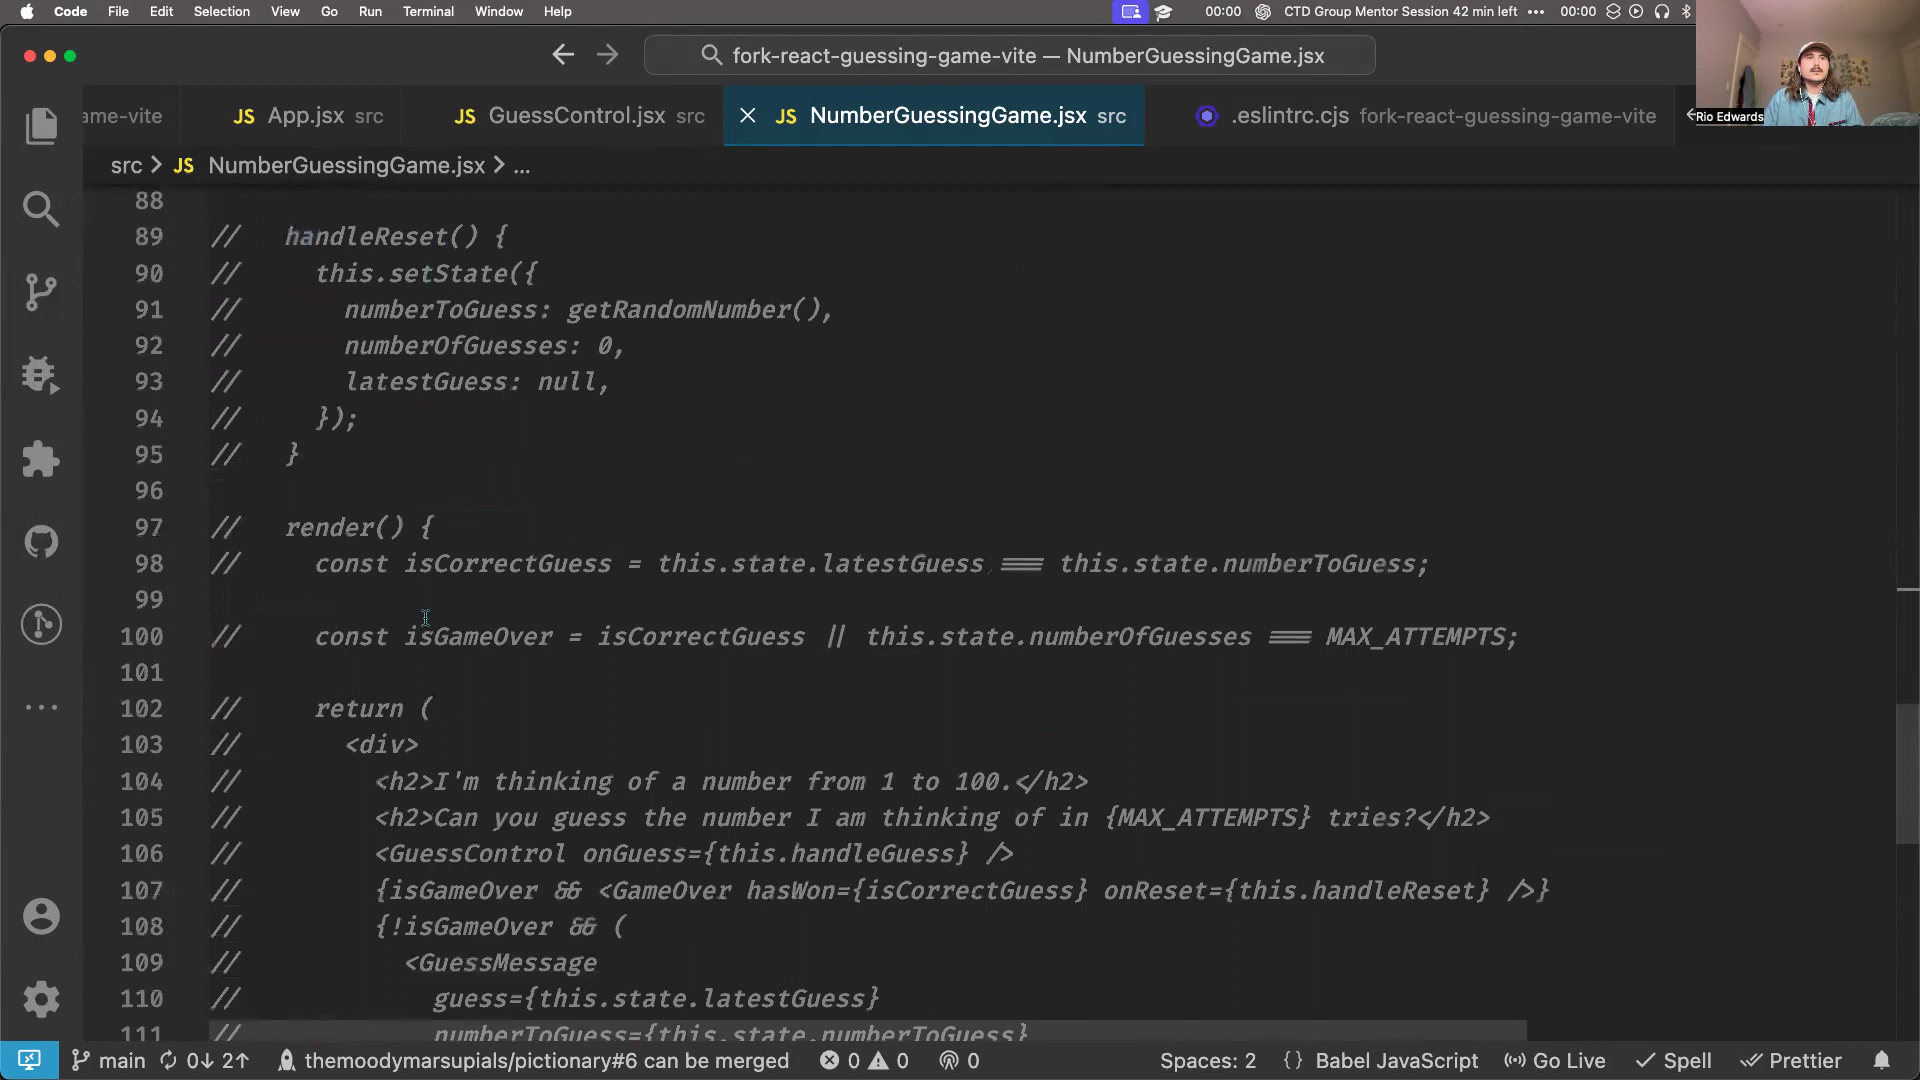 Code File Edit Selection View Go Run Terminal Window Help 00:00 CTD Group Mentor Session 42 min left ••• 00:00
fork-react-guessing-game-vite — NumberGuessingGame.jsx
Rio Edwards
ame-vite JS App.jsx src JS GuessControl.jsx src JS NumberGuessingGame.jsx src .eslintrc.cjs fork-react-guessing-game-vite
src > JS NumberGuessingGame.jsx > ...
88
89 // handleReset() {
90 // this.setState({
91 // numberToGuess: getRandomNumber(),
92 // numberOfGuesses: 0,
93 // latestGuess: null,
94 // });
95 // }
96
97 // render() {
98 // const isCorrectGuess = this.state.latestGuess === this.state.numberToGuess;
99
100 // const isGameOver = isCorrectGuess || this.state.numberOfGuesses === MAX_ATTEMPTS;
101
102 // return (
103 // <div>
104 // <h2>I'm thinking of a number from 1 to 100.</h2>
105 // <h2>Can you guess the number I am thinking of in {MAX_ATTEMPTS} tries?</h2>
106 // <GuessControl onGuess={this.handleGuess} />
107 // {isGameOver && <GameOver hasWon={isCorrectGuess} onReset={this.handleReset} />}
108 // {!isGameOver && (
109 // <GuessMessage
110 // guess={this.state.latestGuess}
111 // numberToGuess={this.state.numberToGuess}
main 0↓ 2↑ themoodymarsupials/pictionary#6 can be merged 0 0 0 Spaces: 2 {} Babel JavaScript Go Live Spell Prettier